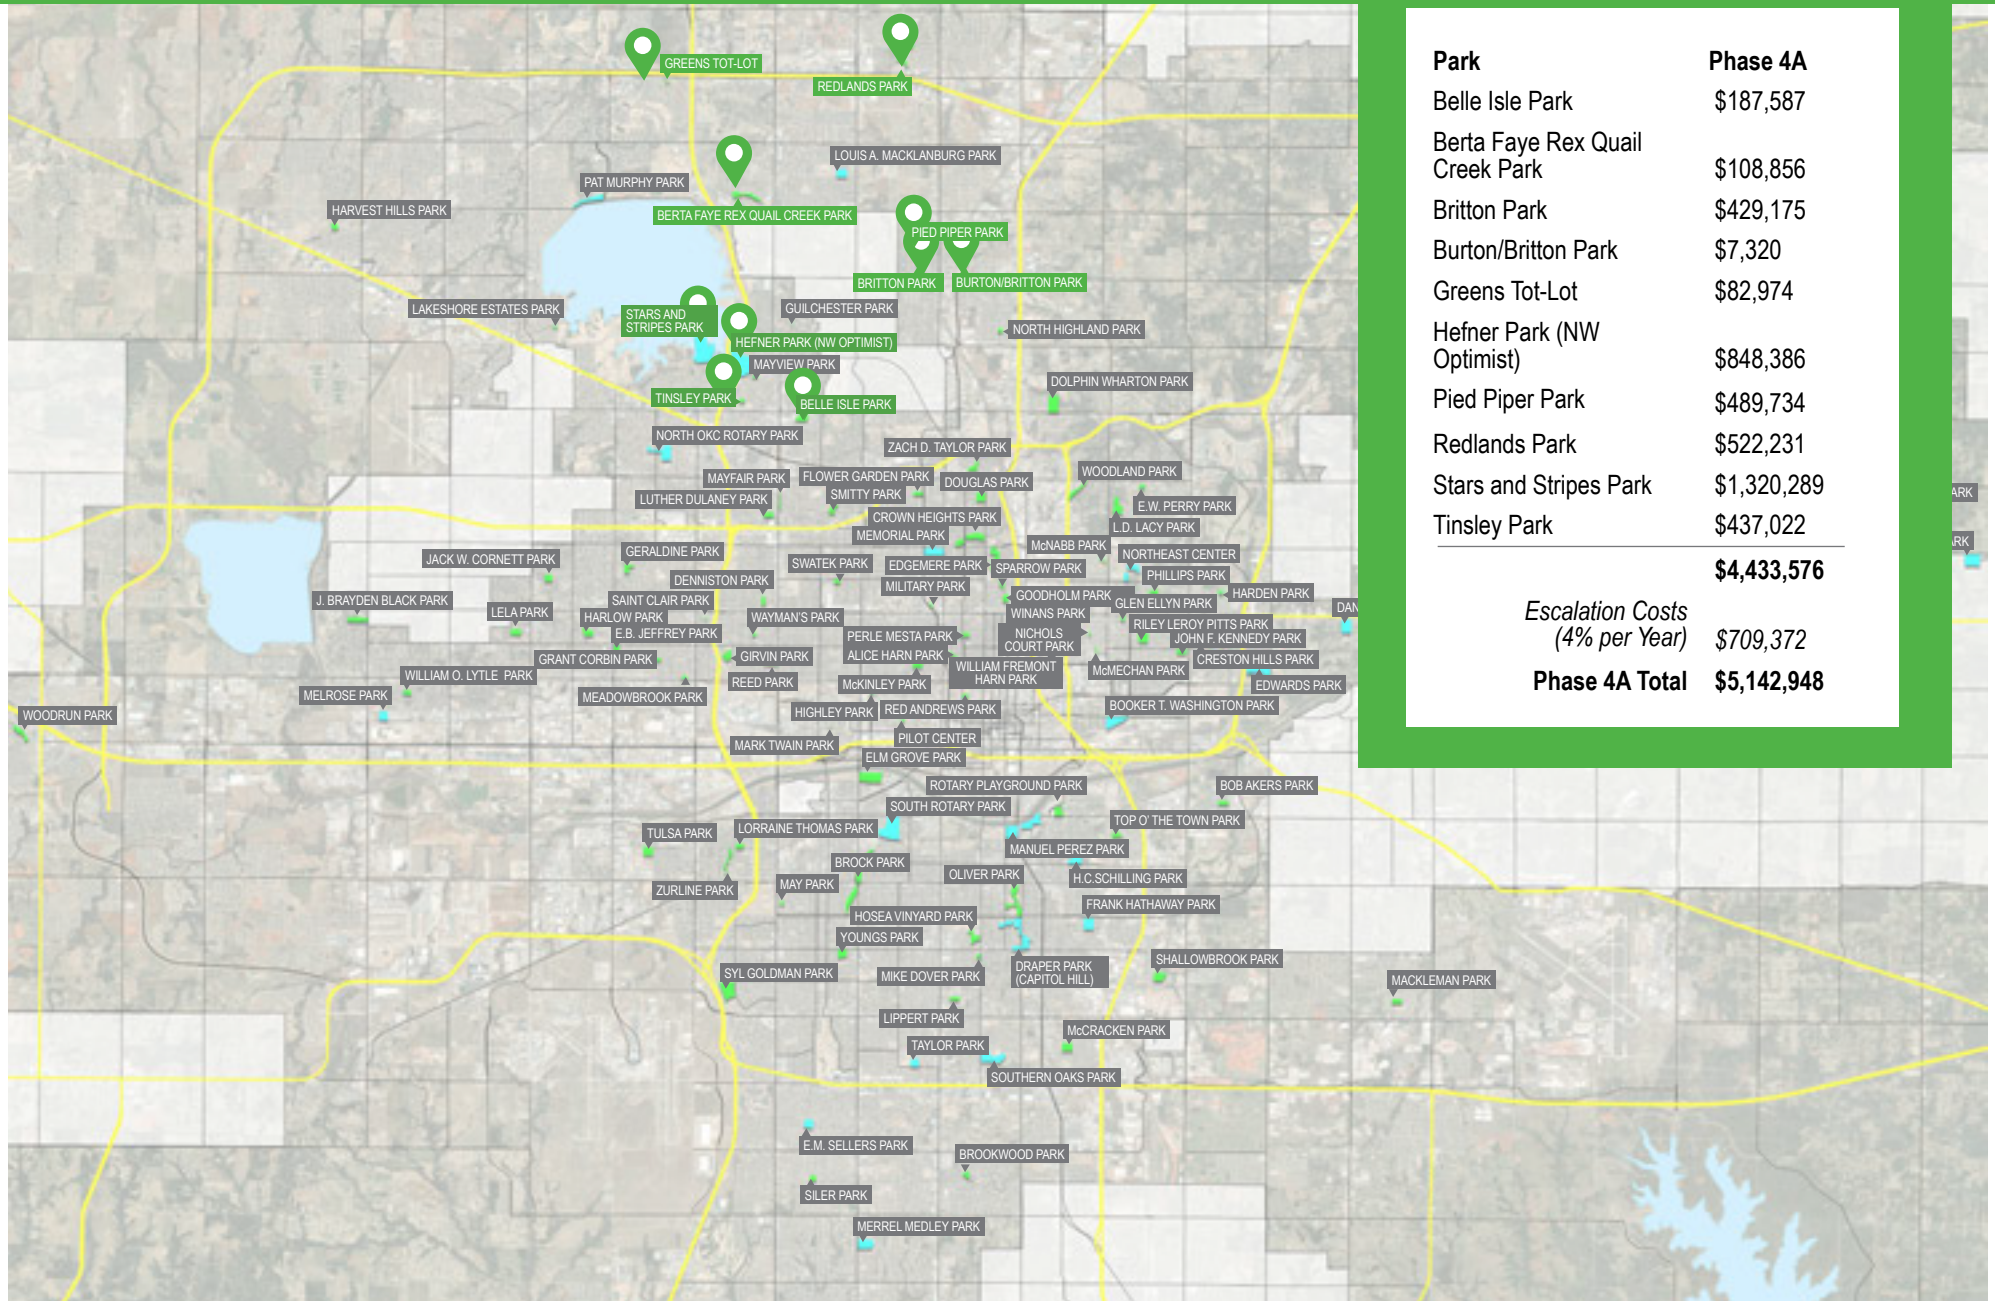 GREENS TOT-LOT
REDLANDS PARK
LOUIS A. MACKLANBURG PARK
PAT MURPHY PARK
HARVEST HILLS PARK
BERTA FAYE REX QUAIL CREEK PARK
PIED PIPER PARK
BRITTON PARK
BURTON/BRITTON PARK
LAKESHORE ESTATES PARK
STARS AND
STRIPES PARK
GUILCHESTER PARK
NORTH HIGHLAND PARK
HEFNER PARK (NW OPTIMIST)
MAYVIEW PARK
DOLPHIN WHARTON PARK
TINSLEY PARK
BELLE ISLE PARK
NORTH OKC ROTARY PARK
ZACH D. TAYLOR PARK
MAYFAIR PARK
FLOWER GARDEN PARK
WOODLAND PARK
DOUGLAS PARK
LUTHER DULANEY PARK
SMITTY PARK
E.W. PERRY PARK
CROWN HEIGHTS PARK
L.D. LACY PARK
MEMORIAL PARK
McNABB PARK
GERALDINE PARK
NORTHEAST CENTER
JACK W. CORNETT PARK
SWATEK PARK
EDGEMERE PARK
SPARROW PARK
PHILLIPS PARK
DENNISTON PARK
MILITARY PARK
GOODHOLM PARK
HARDEN PARK
J. BRAYDEN BLACK PARK
SAINT CLAIR PARK
GLEN ELLYN PARK
LELA PARK
HARLOW PARK
WAYMAN'S PARK
WINANS PARK
DAN
RILEY LEROY PITTS PARK
E.B. JEFFREY PARK
PERLE MESTA PARK
NICHOLS
COURT PARK
JOHN F. KENNEDY PARK
GRANT CORBIN PARK
GIRVIN PARK
ALICE HARN PARK
CRESTON HILLS PARK
WILLIAM FREMONT
HARN PARK
McMECHAN PARK
WILLIAM O. LYTLE PARK
REED PARK
McKINLEY PARK
EDWARDS PARK
MELROSE PARK
MEADOWBROOK PARK
HIGHLEY PARK
RED ANDREWS PARK
BOOKER T. WASHINGTON PARK
WOODRUN PARK
MARK TWAIN PARK
PILOT CENTER
ELM GROVE PARK
ROTARY PLAYGROUND PARK
BOB AKERS PARK
SOUTH ROTARY PARK
TULSA PARK
LORRAINE THOMAS PARK
TOP O' THE TOWN PARK
MANUEL PEREZ PARK
BROCK PARK
ZURLINE PARK
MAY PARK
OLIVER PARK
H.C.SCHILLING PARK
HOSEA VINYARD PARK
FRANK HATHAWAY PARK
YOUNGS PARK
SYL GOLDMAN PARK
MIKE DOVER PARK
DRAPER PARK
(CAPITOL HILL)
SHALLOWBROOK PARK
MACKLEMAN PARK
LIPPERT PARK
McCRACKEN PARK
TAYLOR PARK
SOUTHERN OAKS PARK
E.M. SELLERS PARK
BROOKWOOD PARK
SILER PARK
MERREL MEDLEY PARK
ARK
RK
Park Phase 4A
Belle Isle Park $187,587
Berta Faye Rex Quail
Creek Park $108,856
Britton Park $429,175
Burton/Britton Park $7,320
Greens Tot-Lot $82,974
Hefner Park (NW
Optimist) $848,386
Pied Piper Park $489,734
Redlands Park $522,231
Stars and Stripes Park $1,320,289
Tinsley Park $437,022
$4,433,576
Escalation Costs
(4% per Year) $709,372
Phase 4A Total $5,142,948